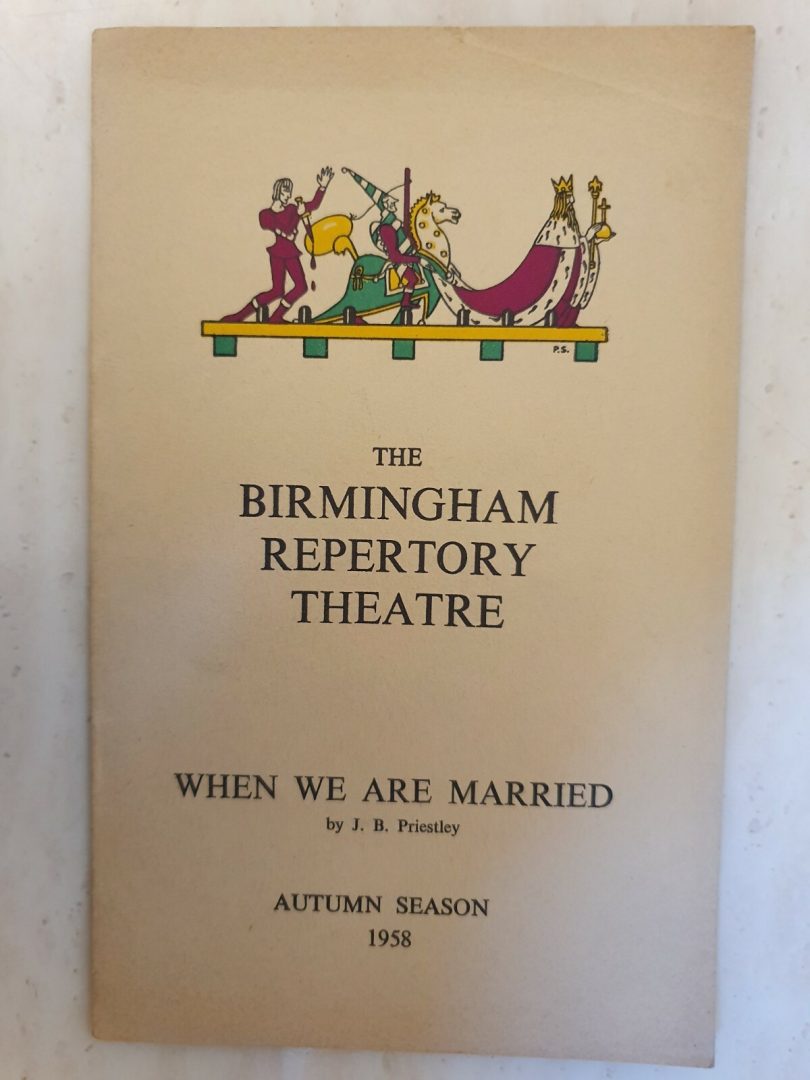 P.S.
THE
BIRMINGHAM
REPERTORY
THEATRE
WHEN WE ARE MARRIED
by J. B. Priestley
AUTUMN SEASON
1958